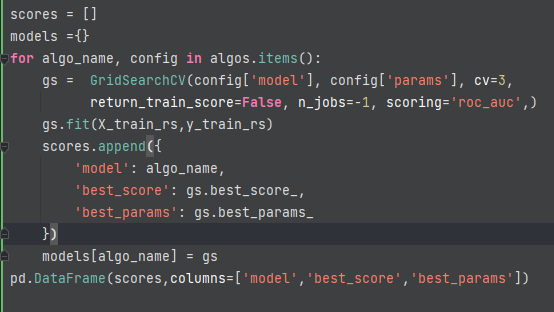 scores = []
models ={}
for algo_name, config in algos.items():
    gs =  GridSearchCV(config['model'], config['params'], cv=3,
          return_train_score=False, n_jobs=-1, scoring='roc_auc',)
    gs.fit(X_train_rs,y_train_rs)
    scores.append({
        'model': algo_name,
        'best_score': gs.best_score_,
        'best_params': gs.best_params_
    })
    models[algo_name] = gs
pd.DataFrame(scores,columns=['model','best_score','best_params'])